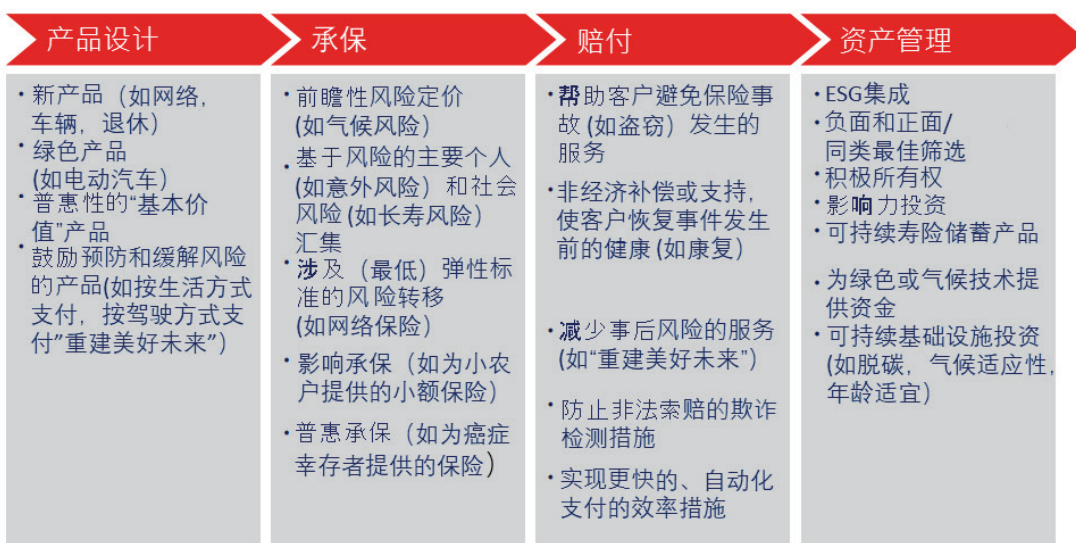 产品设计
承保
赔付
资产管理
・新产品（如网络，
车辆，退休）
・绿色产品
(如电动汽车）
・普惠性的“基本价
值”产品
・鼓励预防和缓解风险
的产品(如按生活方式
支付，按驾驶方式支
付”重建美好未来”）
・前瞻性风险定价
(如气候风险）
・基于风险的主要个人
(如意外风险）和社会
风险(如长寿风险）
汇集
・涉及（最低）弹性标
准的风险转移
(如网络保险）
・影响承保（如为小农
户提供的小额保险）
・普惠承保（如为癌症
幸存者提供的保险）
・帮助客户避免保险事
故(如盗窃）发生的
服务
・非经济补偿或支持，
使客户恢复事件发生
前的健康(如康复）
・减少事后风险的服务
(如“重建美好未来”）
・防止非法索赔的欺诈
检测措施
・实现更快的、自动化
支付的效率措施
・ESG集成
・负面和正面/
同类最佳筛选
・积极所有权
・影响力投资
・可持续寿险储蓄产品
・为绿色或气候技术提
供资金
・可持续基础设施投资
(如脱碳，气候适应性，
年龄适宜）